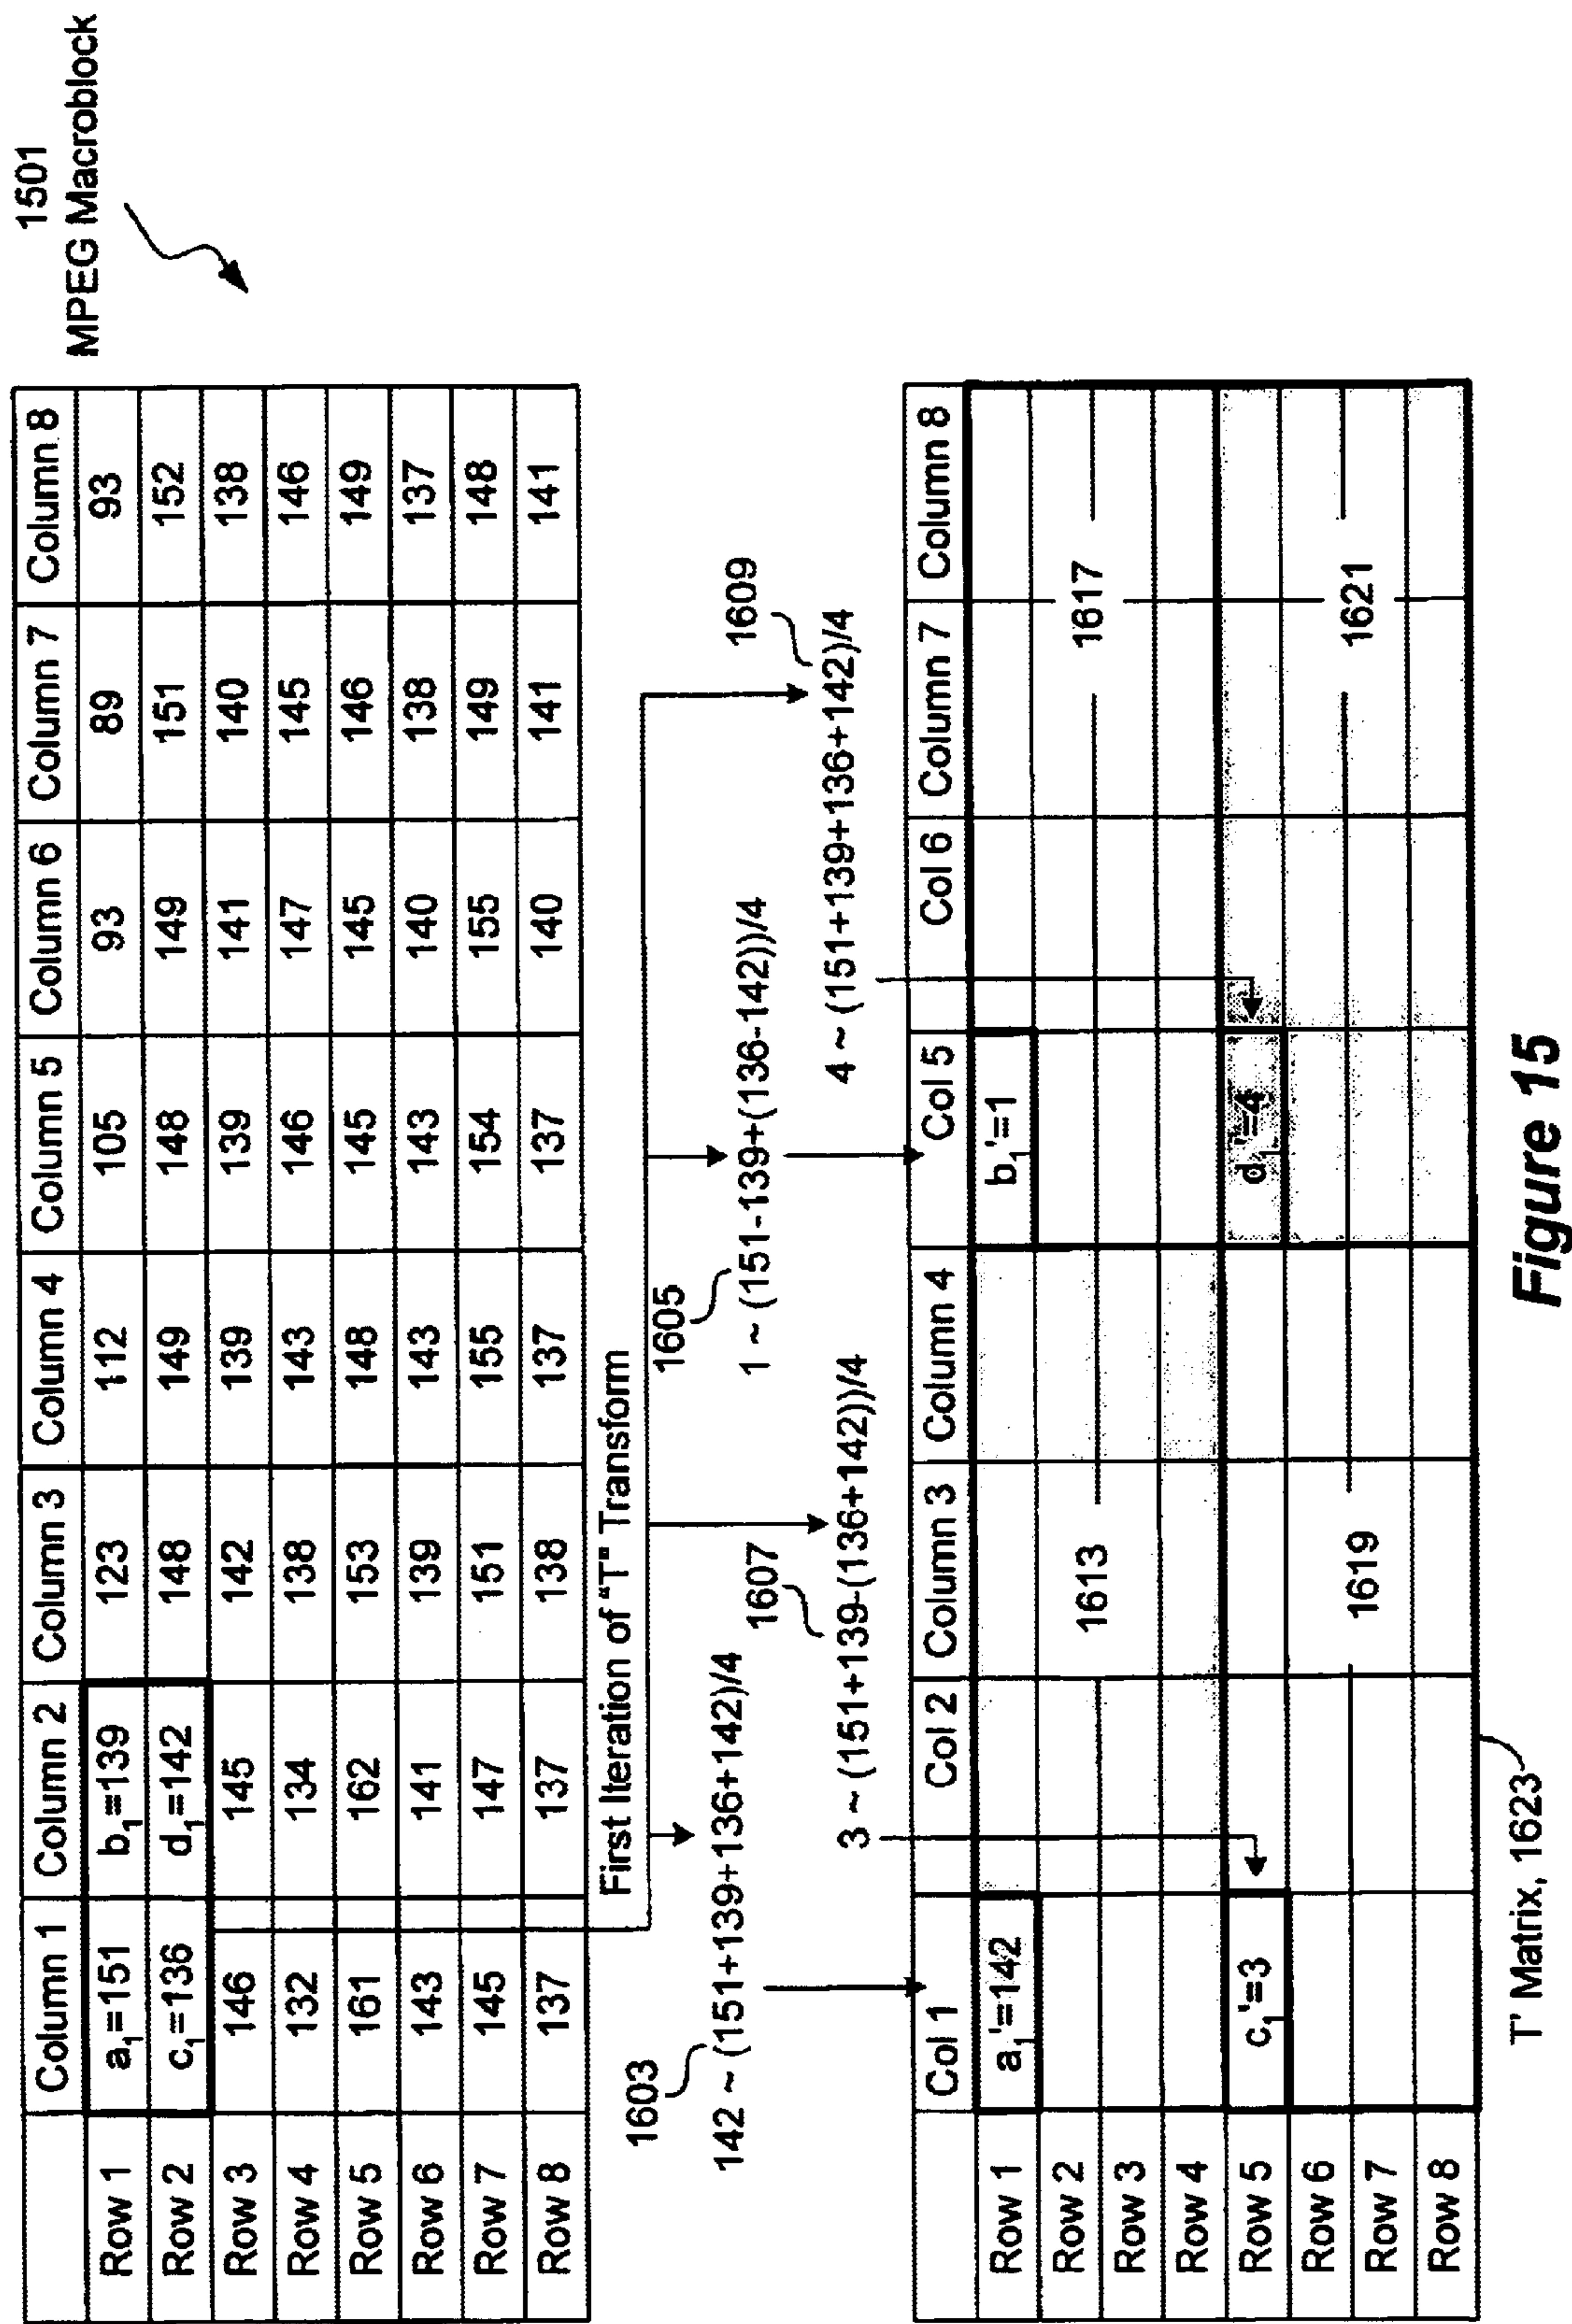 1501
MPEG Macroblock
Column 1 Column 2 Column 3 Column 4 Column 5 Column 6 Column 7 Column 8
Row 1 a₁=151 b₁=139 123 112 105 93 89 93
Row 2 c₁=136 d₁=142 148 149 148 149 151 152
Row 3 146 145 142 139 139 141 140 138
Row 4 132 134 138 143 146 147 145 146
Row 5 161 162 153 148 145 145 146 149
Row 6 143 141 139 143 143 140 138 137
Row 7 145 147 151 155 154 155 149 148
Row 8 137 137 138 137 137 140 141 141
First Iteration of "T" Transform
1603
142 ~ (151+139+136+142)/4
1607
3 ~ (151+139-(136+142))/4
1605
1 ~ (151-139+(136-142))/4
1609
4 ~ (151+139+136+142)/4
Col 1 Col 2 Column 3 Column 4 Col 5 Col 6 Column 7 Column 8
Row 1 a₁'=142 b₁'=1
Row 2
Row 3 1613 1617
Row 4
Row 5 c₁'=3 d₁'=4
Row 6
Row 7 1619 1621
Row 8
T' Matrix, 1623
Figure 15